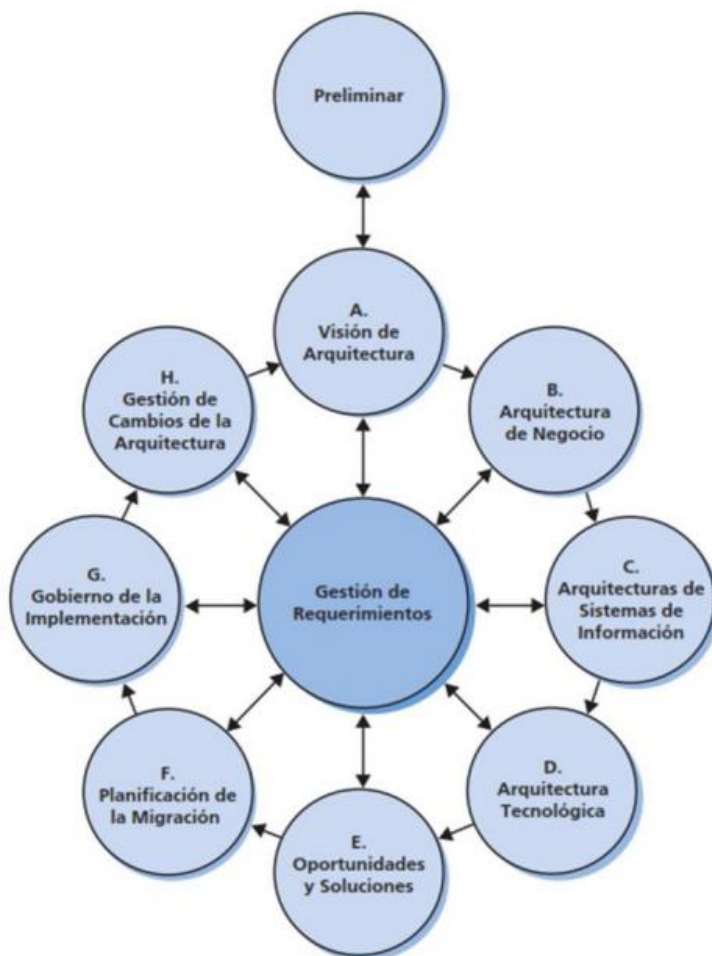 Preliminar
A.
Visión de
Arquitectura
B.
Arquitectura
de Negocio
C.
Arquitecturas de
Sistemas de
Información
D.
Arquitectura
Tecnológica
E.
Oportunidades
y Soluciones
F.
Planificación de
la Migración
G.
Gobierno de la
Implementación
H.
Gestión de
Cambios de la
Arquitectura
Gestión de
Requerimientos